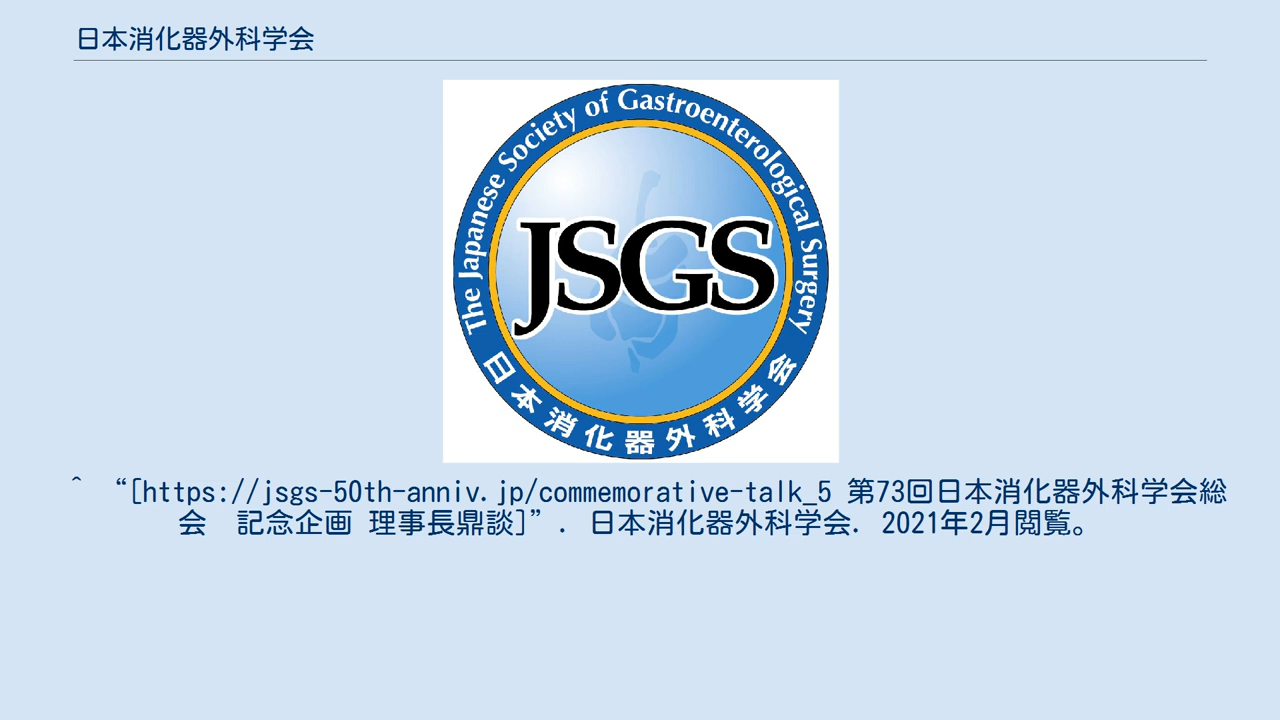 日本消化器外科学会
The Japanese Society of Gastroenterological Surgery
JSGS
日本消化器外科学会
^ “[https://jsgs-50th-anniv.jp/commemorative-talk_5 第73回日本消化器外科学会総
会　記念企画 理事長鼎談]”. 日本消化器外科学会. 2021年2月閲覧。